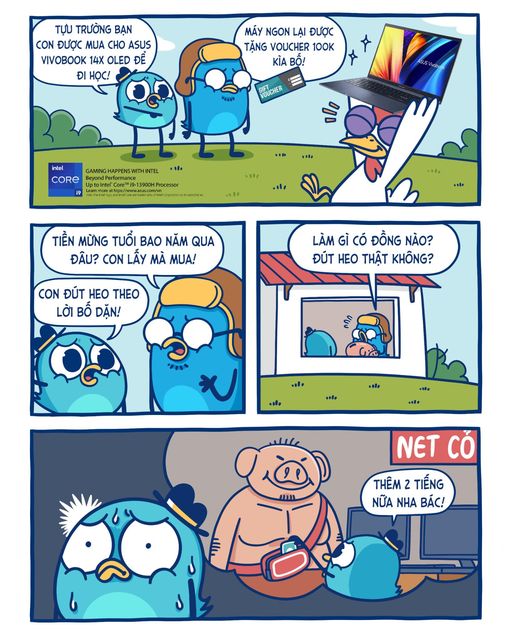 TỰU TRƯỜNG BẠN
CON ĐƯỢC MUA CHO ASUS
VIVOBOOK 14X OLED ĐỂ
ĐI HỌC!
MÁY NGON LẠI ĐƯỢC
TẶNG VOUCHER 100K
KÌA BỐ!
GIFT
VOUCHER
ASUS Vivobook
intel
CORE
i9
GAMING HAPPENS WITH INTEL
Beyond Performance
Up to Intel® Core™ i9-13900H Processor
TIỀN MỪNG TUỔI BAO NĂM QUA
ĐÂU? CON LẤY MÀ MUA!
CON ĐÚT HEO THEO
LỜI BỐ DẶN!
LÀM GÌ CÓ ĐỒNG NÀO?
ĐÚT HEO THẬT KHÔNG?
NET CỎ
THÊM 2 TIẾNG
NỮA NHA BÁC!